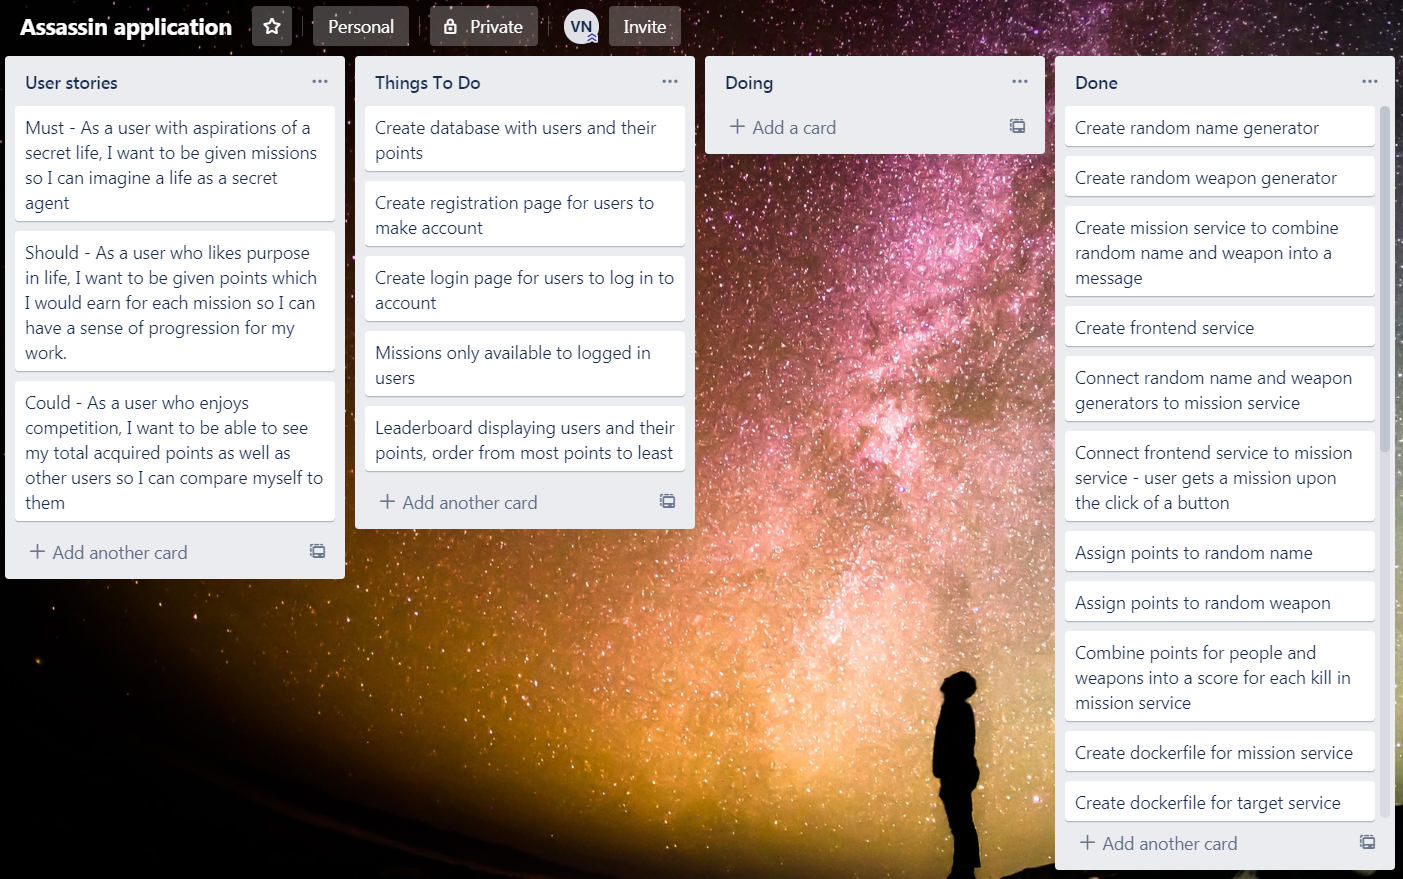 Assassin application
Personal
Private
VN
Invite
User stories
Must - As a user with aspirations of a
secret life, I want to be given missions
so I can imagine a life as a secret
agent
Should - As a user who likes purpose
in life, I want to be given points which
I would earn for each mission so I can
have a sense of progression for my
work.
Could - As a user who enjoys
competition, I want to be able to see
my total acquired points as well as
other users so I can compare myself to
them
+ Add another card
Things To Do
Create database with users and their
points
Create registration page for users to
make account
Create login page for users to log in to
account
Missions only available to logged in
users
Leaderboard displaying users and their
points, order from most points to least
+ Add another card
Doing
+ Add a card
Done
Create random name generator
Create random weapon generator
Create mission service to combine
random name and weapon into a
message
Create frontend service
Connect random name and weapon
generators to mission service
Connect frontend service to mission
service - user gets a mission upon
the click of a button
Assign points to random name
Assign points to random weapon
Combine points for people and
weapons into a score for each kill in
mission service
Create dockerfile for mission service
Create dockerfile for target service
+ Add another card